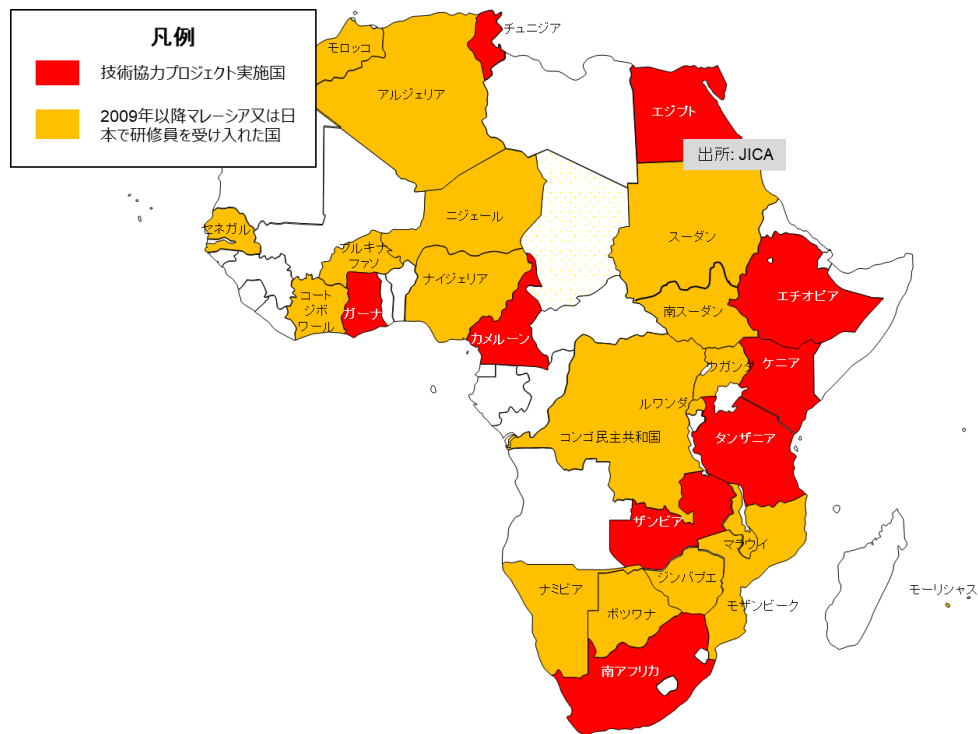 凡例
技術協力プロジェクト実施国
2009年以降マレーシア又は日
本で研修員を受け入れた国
チュニジア
モロッコ
アルジェリア
エジプト
出所: JICA
ニジェール
セネガル
スーダン
ブルキナ
ファソ
ナイジェリア
エチオピア
コート
ジボ
ワール
ガーナ
南スーダン
カメルーン
ウガンダ
ケニア
ルワンダ
コンゴ民主共和国
タンザニア
ザンビア
マラウイ
ナミビア
ジンバブエ
モーリシャス
ボツワナ
モザンビーク
南アフリカ